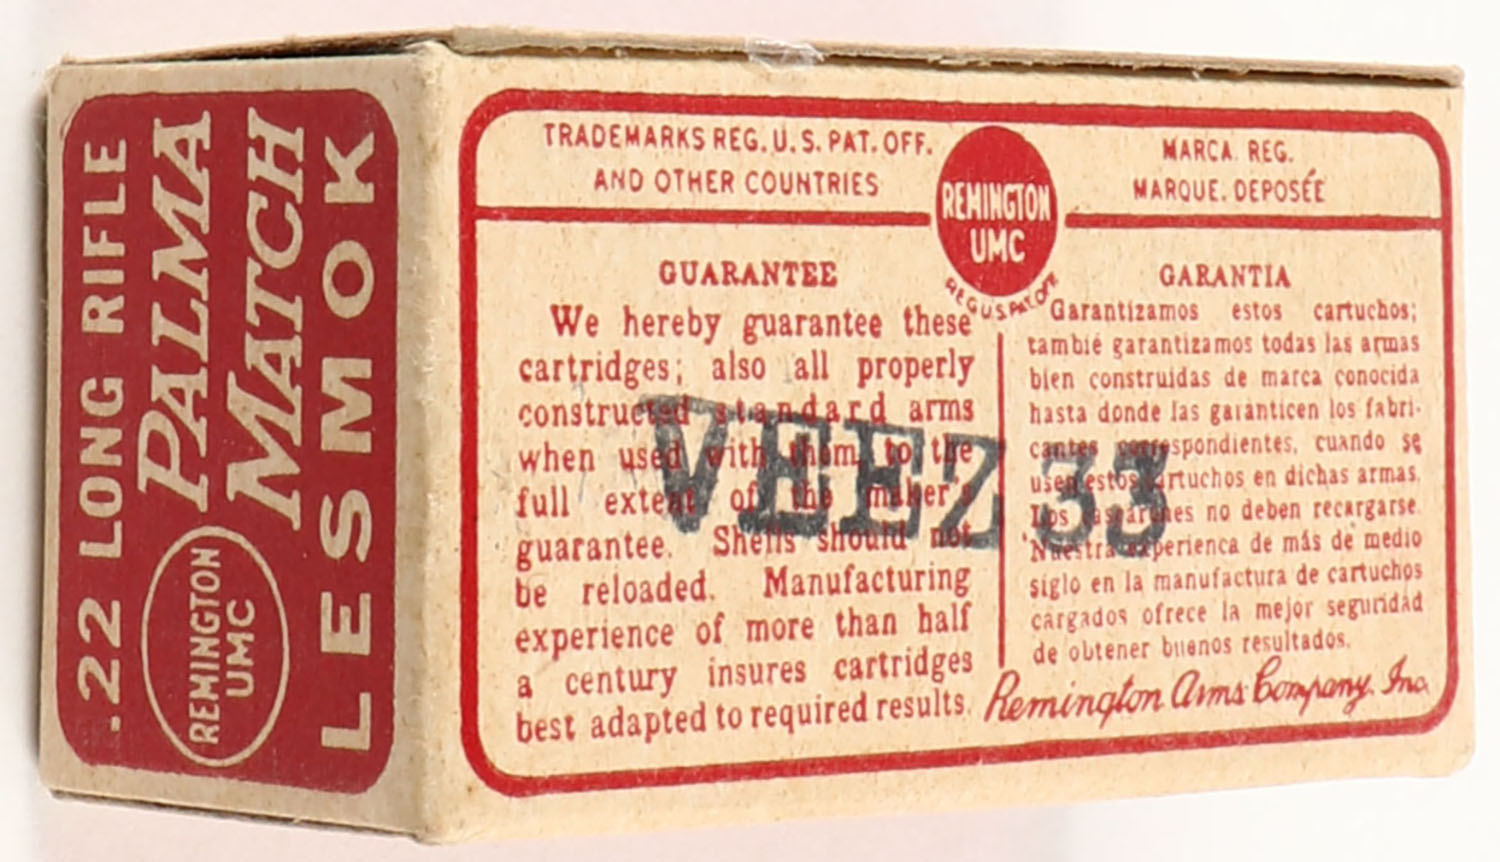 .22 LONG RIFLE
PALMA
MATCH
REMINGTON
UMC
LESMOK
TRADEMARKS REG. U.S. PAT. OFF.
AND OTHER COUNTRIES
REMINGTON
UMC
REG. U.S. PAT. OFF.
MARCA REG.
MARQUE. DEPOSÉE
GUARANTEE
We hereby guarantee these
cartridges; also all properly
constructed standard arms
when used with them to the
full extent of the maker's
guarantee. Shells should not
be reloaded. Manufacturing
experience of more than half
a century insures cartridges
best adapted to required results.
GARANTIA
Garantizamos estos cartuchos;
tambié garantizamos todas las armas
bien construidas de marca conocida
hasta donde las garanticen los fabri-
cantes correspondientes, cuando se
usen estos cartuchos en dichas armas.
Los no deben recargarse.
Nuestra experienca de más de medio
siglo en la manufactura de cartuchos
cargados ofrece la mejor seguridad
de obtener buenos resultados.
Remington Arms Company, Inc.
33